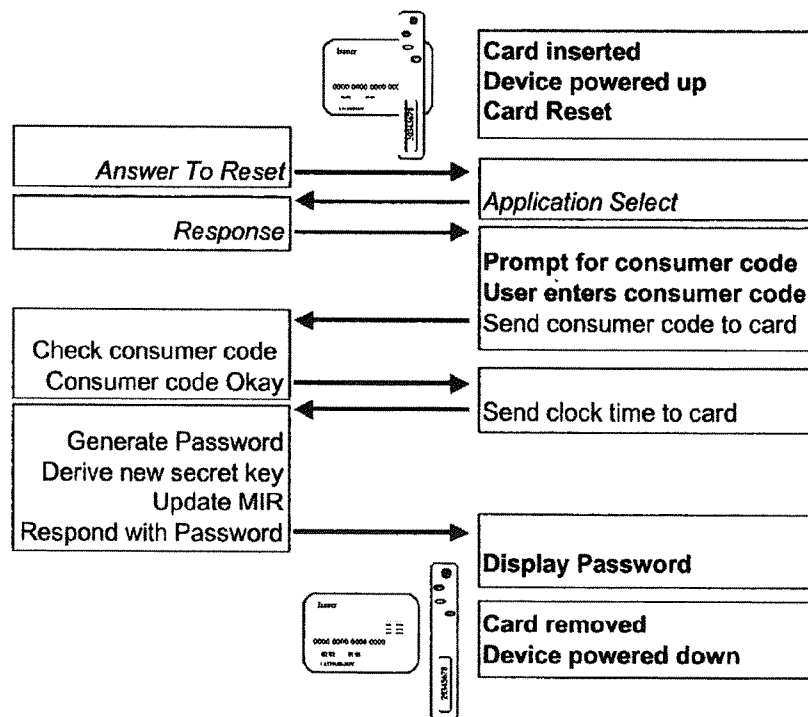 Issuer
Card inserted
Device powered up
Card Reset
Answer To Reset
Application Select
Response
Prompt for consumer code
User enters consumer code
Send consumer code to card
Check consumer code
Consumer code Okay
Send clock time to card
Generate Password
Derive new secret key
Update MIR
Respond with Password
Display Password
Issuer
Card removed
Device powered down